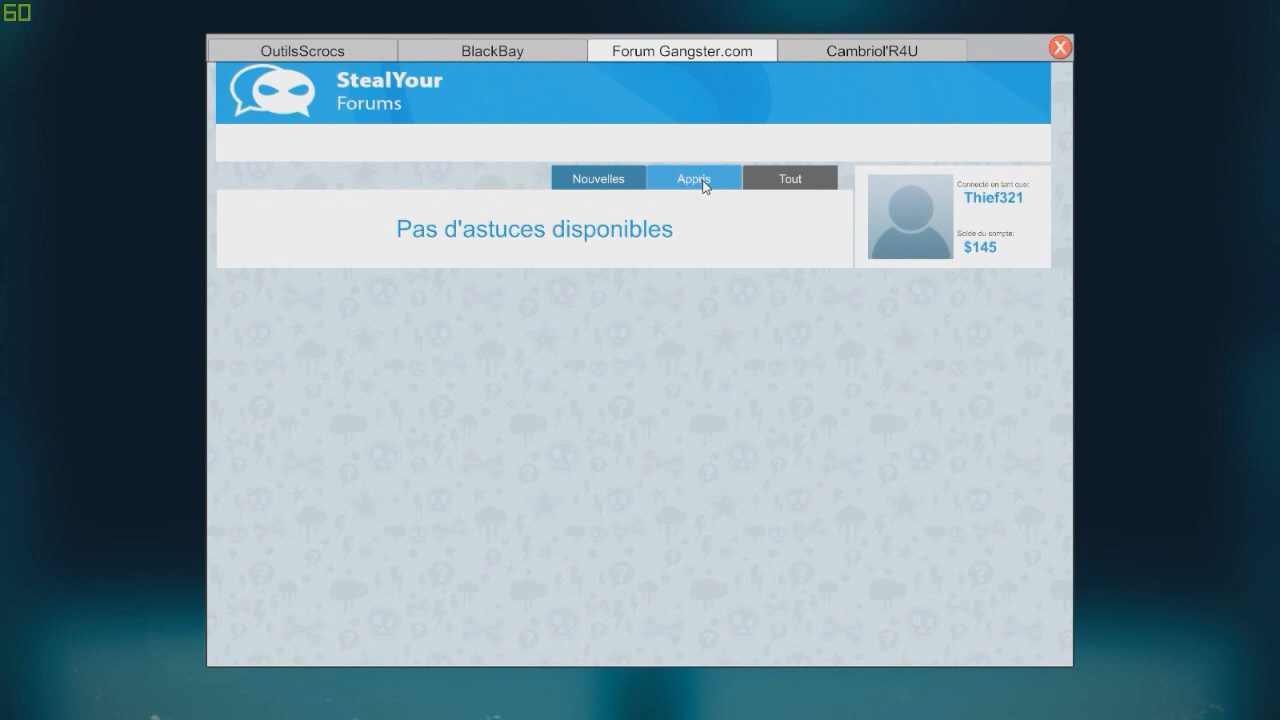 60
OutilsScrocs
BlackBay
Forum Gangster.com
Cambriol'R4U
X
StealYour
Forums
Nouvelles
Appris
Tout
Connecté en tant que:
Thief321
Solde du compte:
$145
Pas d'astuces disponibles